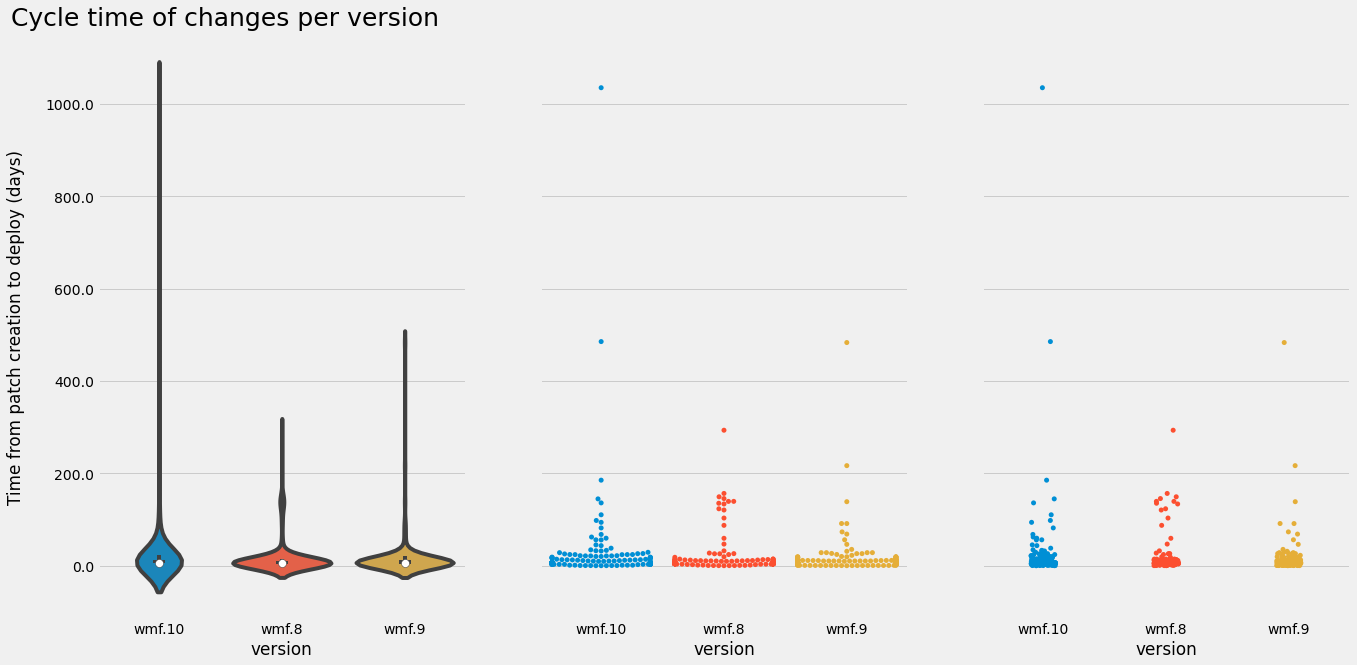 Cycle time of changes per version
Time from patch creation to deploy (days)
1000.0
800.0
600.0
400.0
200.0
0.0
wmf.10 wmf.8 wmf.9
version
wmf.10 wmf.8 wmf.9
version
wmf.10 wmf.8 wmf.9
version